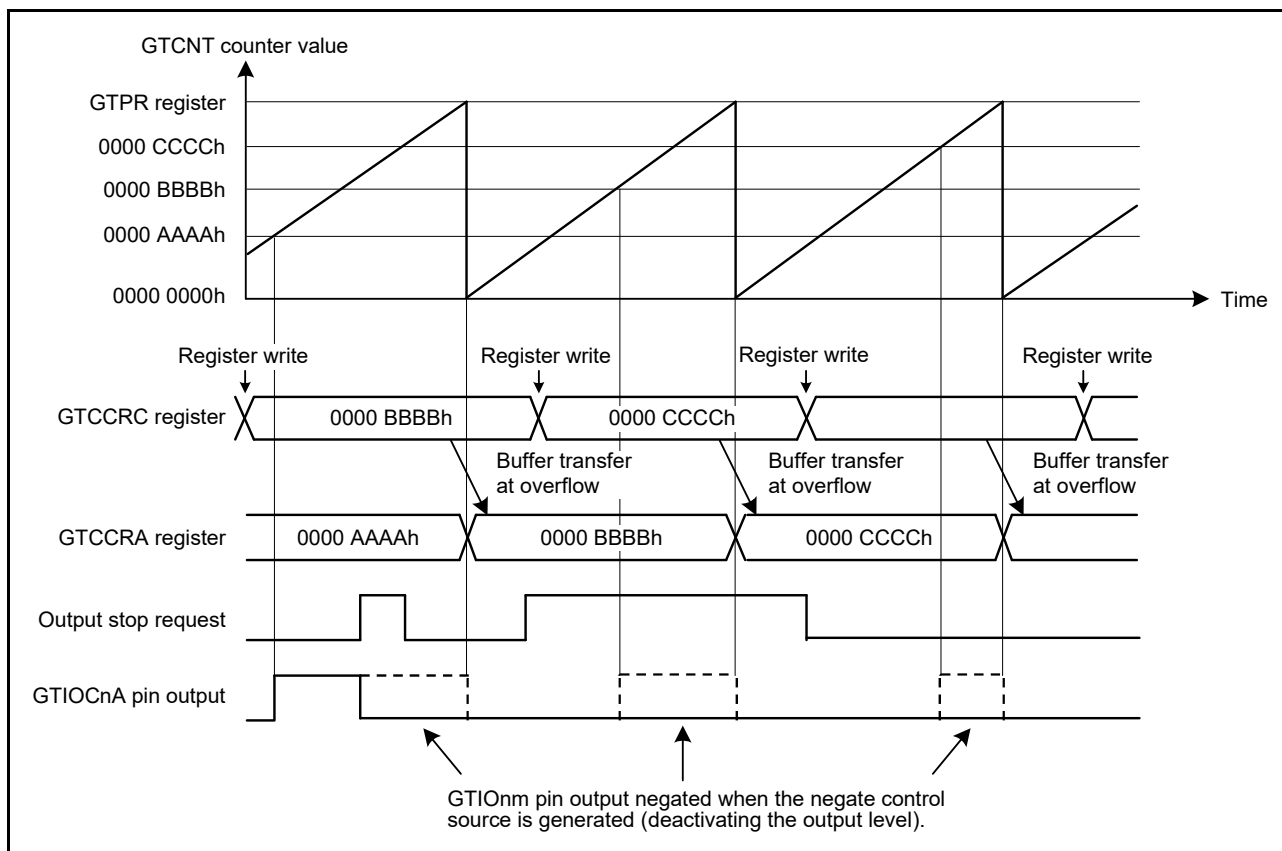 GTCNT counter value
GTPR register
0000 CCCCh
0000 BBBBh
0000 AAAAh
0000 0000h
Time
Register write
Register write
Register write
Register write
GTCCRC register
0000 BBBBh
0000 CCCCh
Buffer transfer
at overflow
Buffer transfer
at overflow
Buffer transfer
at overflow
GTCCRA register
0000 AAAAh
0000 BBBBh
0000 CCCCh
Output stop request
GTIOCnA pin output
GTIOnm pin output negated when the negate control
source is generated (deactivating the output level).